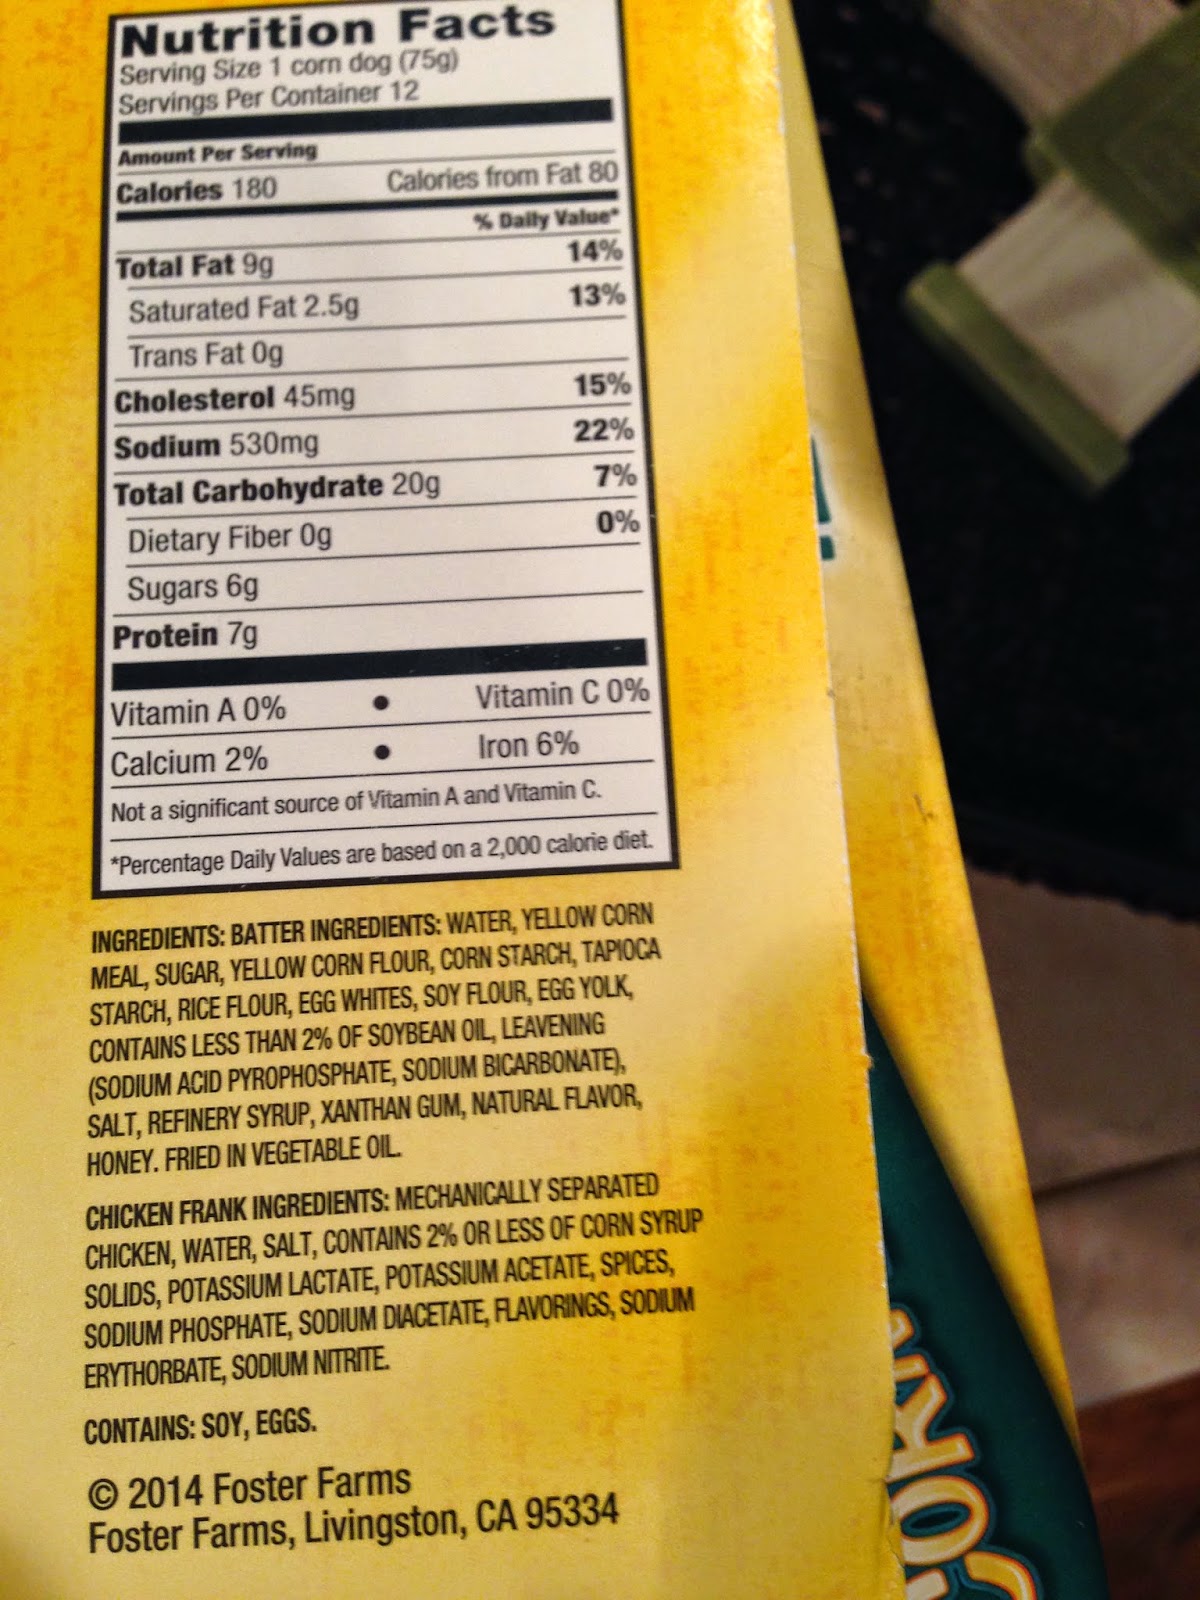 Nutrition Facts
Serving Size 1 corn dog (75g)
Servings Per Container 12
Amount Per Serving
Calories 180 Calories from Fat 80
% Daily Value*
Total Fat 9g 14%
Saturated Fat 2.5g 13%
Trans Fat 0g
Cholesterol 45mg 15%
Sodium 530mg 22%
Total Carbohydrate 20g 7%
Dietary Fiber 0g 0%
Sugars 6g
Protein 7g
Vitamin A 0% • Vitamin C 0%
Calcium 2% • Iron 6%
Not a significant source of Vitamin A and Vitamin C.
*Percentage Daily Values are based on a 2,000 calorie diet.
INGREDIENTS: BATTER INGREDIENTS: WATER, YELLOW CORN
MEAL, SUGAR, YELLOW CORN FLOUR, CORN STARCH, TAPIOCA
STARCH, RICE FLOUR, EGG WHITES, SOY FLOUR, EGG YOLK,
CONTAINS LESS THAN 2% OF SOYBEAN OIL, LEAVENING
(SODIUM ACID PYROPHOSPHATE, SODIUM BICARBONATE),
SALT, REFINERY SYRUP, XANTHAN GUM, NATURAL FLAVOR,
HONEY. FRIED IN VEGETABLE OIL.
CHICKEN FRANK INGREDIENTS: MECHANICALLY SEPARATED
CHICKEN, WATER, SALT, CONTAINS 2% OR LESS OF CORN SYRUP
SOLIDS, POTASSIUM LACTATE, POTASSIUM ACETATE, SPICES,
SODIUM PHOSPHATE, SODIUM DIACETATE, FLAVORINGS, SODIUM
ERYTHORBATE, SODIUM NITRITE.
CONTAINS: SOY, EGGS.
© 2014 Foster Farms
Foster Farms, Livingston, CA 95334